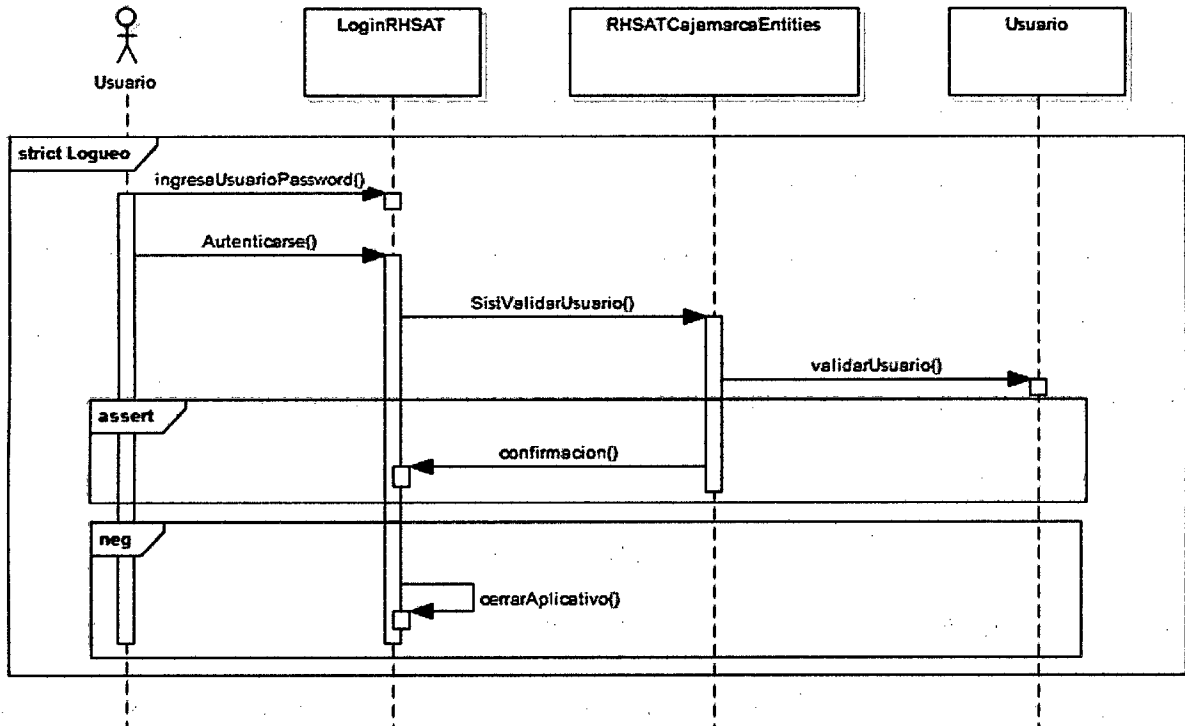 Usuario
LoginRHSAT
RHSATCajamarcaEntities
Usuario
strict Logueo
ingresaUsuarioPassword()
Autenticarse()
SistValidarUsuario()
validarUsuario()
assert
confirmacion()
neg
cerrarAplicativo()